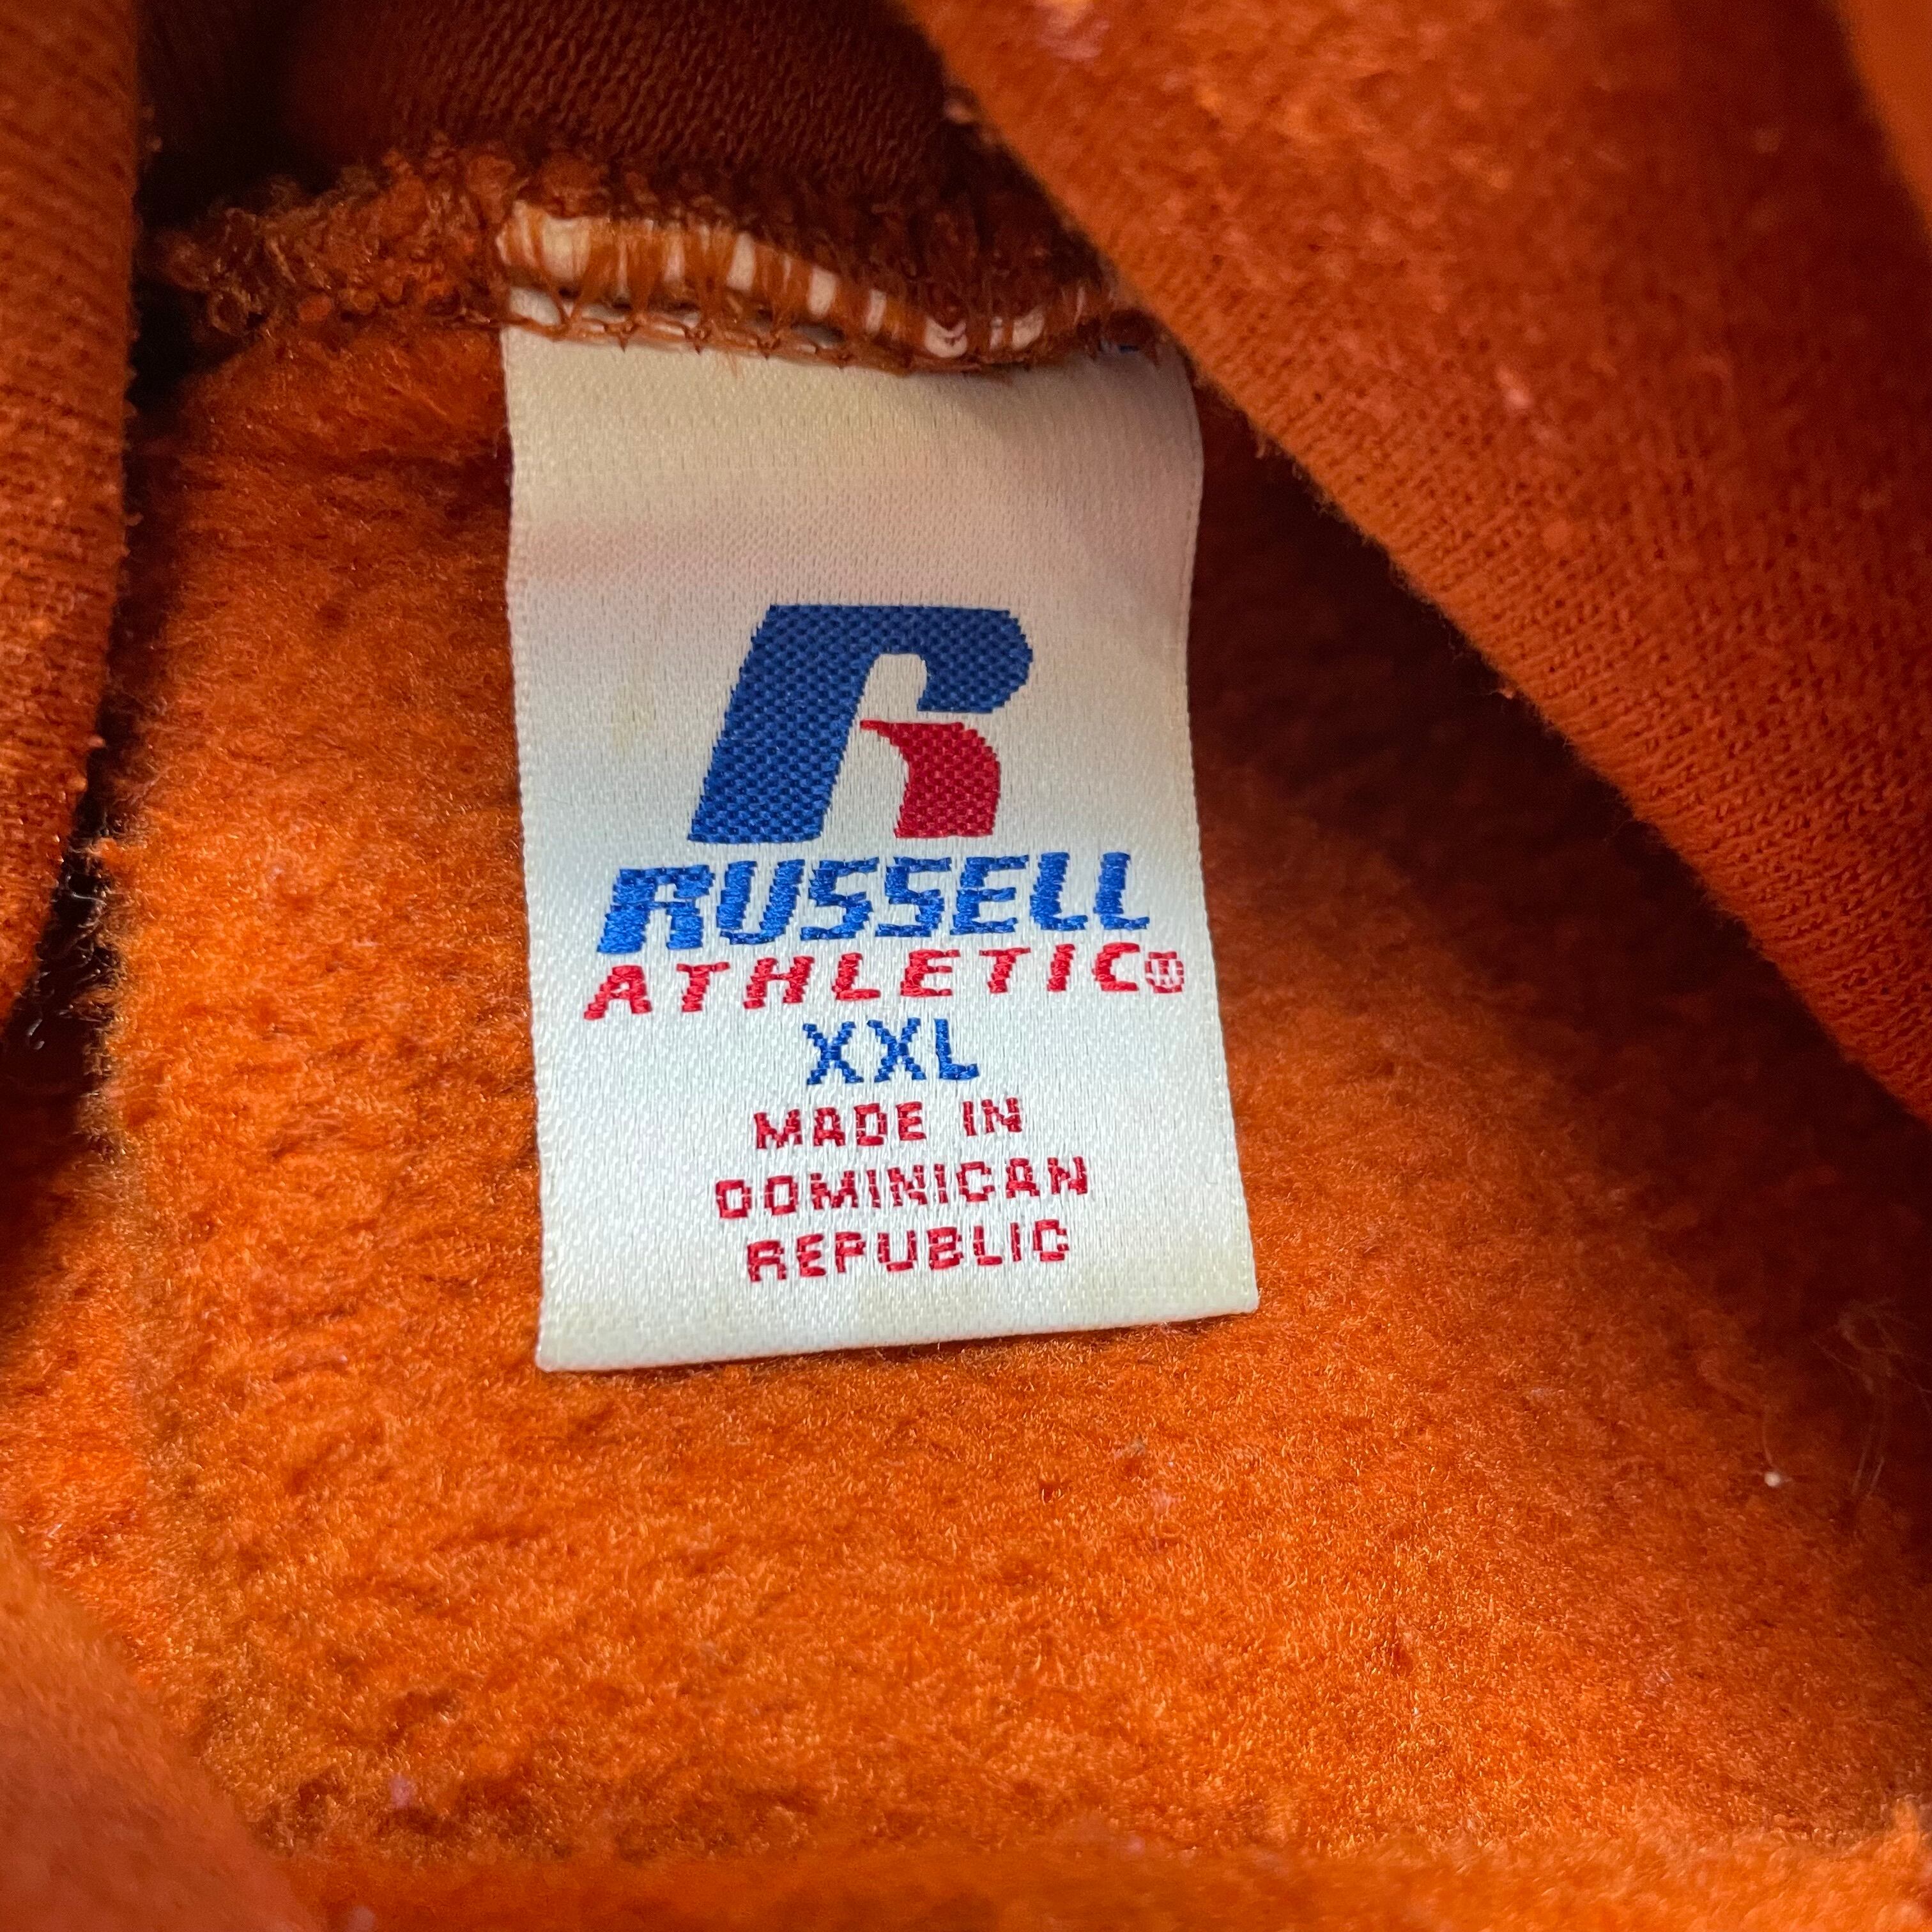 R
RUSSELL
ATHLETIC®
XXL
MADE IN
DOMINICAN
REPUBLIC